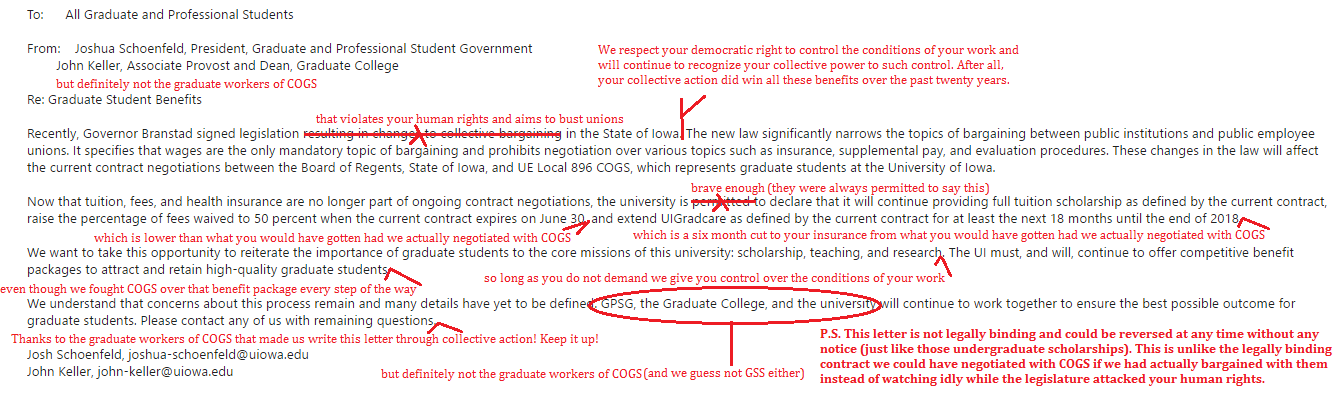 To: All Graduate and Professional Students
From: Joshua Schoenfeld, President, Graduate and Professional Student Government
John Keller, Associate Provost and Dean, Graduate College
but definitely not the graduate workers of COGS
We respect your democratic right to control the conditions of your work and
will continue to recognize your collective power to such control. After all,
your collective action did win all these benefits over the past twenty years.
Re: Graduate Student Benefits
that violates your human rights and aims to bust unions
Recently, Governor Branstad signed legislation resulting in changes to collective bargaining in the State of Iowa. The new law significantly narrows the topics of bargaining between public institutions and public employee
unions. It specifies that wages are the only mandatory topic of bargaining and prohibits negotiation over various topics such as insurance, supplemental pay, and evaluation procedures. These changes in the law will affect
the current contract negotiations between the Board of Regents, State of Iowa, and UE Local 896 COGS, which represents graduate students at the University of Iowa.
brave enough (they were always permitted to say this)
Now that tuition, fees, and health insurance are no longer part of ongoing contract negotiations, the university is permitted to declare that it will continue providing full tuition scholarship as defined by the current contract,
raise the percentage of fees waived to 50 percent when the current contract expires on June 30, and extend UIGradcare as defined by the current contract for at least the next 18 months until the end of 2018.
which is lower than what you would have gotten had we actually negotiated with COGS
which is a six month cut to your insurance from what you would have gotten had we actually negotiated with COGS
We want to take this opportunity to reiterate the importance of graduate students to the core missions of this university: scholarship, teaching, and research. The UI must, and will, continue to offer competitive benefit
packages to attract and retain high-quality graduate students.
so long as you do not demand we give you control over the conditions of your work
even though we fought COGS over that benefit package every step of the way
We understand that concerns about this process remain and many details have yet to be defined. GPSG, the Graduate College, and the university will continue to work together to ensure the best possible outcome for
graduate students. Please contact any of us with remaining questions.
Thanks to the graduate workers of COGS that made us write this letter through collective action! Keep it up!
Josh Schoenfeld, joshua-schoenfeld@uiowa.edu
John Keller, john-keller@uiowa.edu
but definitely not the graduate workers of COGS (and we guess not GSS either)
P.S. This letter is not legally binding and could be reversed at any time without any
notice (just like those undergraduate scholarships). This is unlike the legally binding
contract we could have negotiated with COGS if we had actually bargained with them
instead of watching idly while the legislature attacked your human rights.